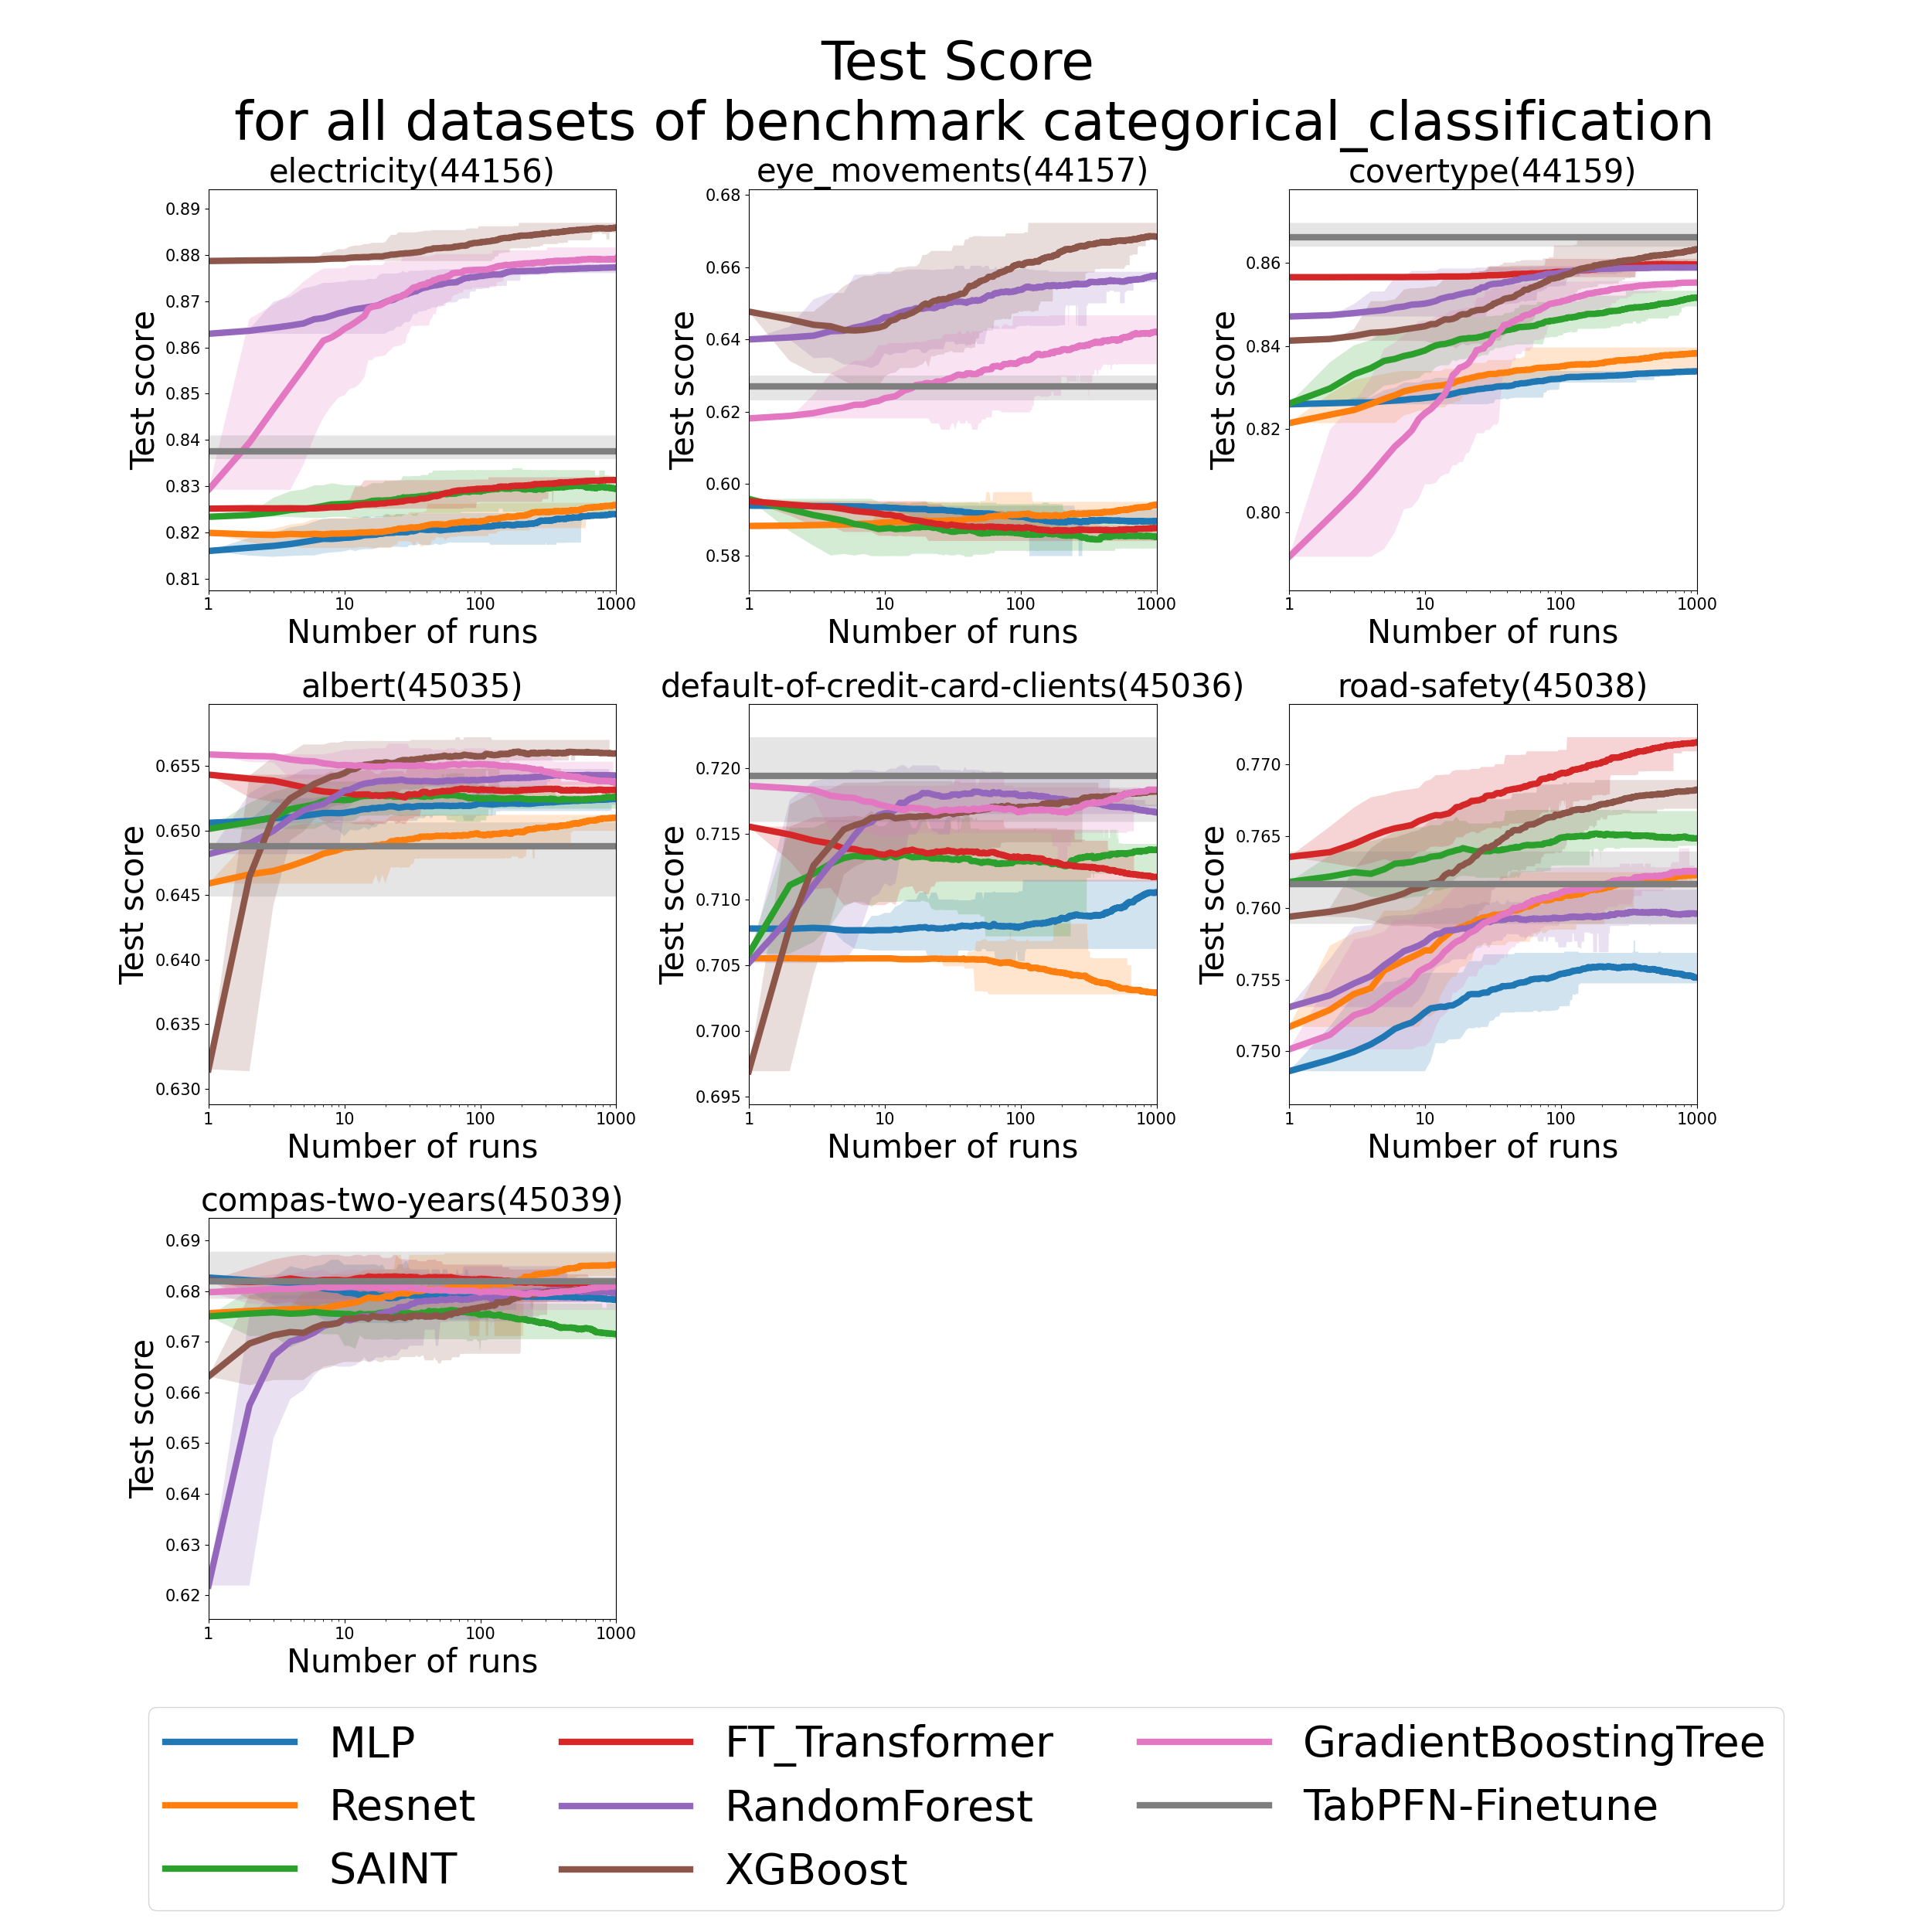 Test Score
for all datasets of benchmark categorical_classification
electricity(44156)
0.89
0.88
0.87
0.86
0.85
0.84
0.83
0.82
0.81
Test score
1
10
100
1000
Number of runs
eye_movements(44157)
0.68
0.66
0.64
0.62
0.60
0.58
Test score
1
10
100
1000
Number of runs
covertype(44159)
0.86
0.84
0.82
0.80
Test score
1
10
100
1000
Number of runs
albert(45035)
0.655
0.650
0.645
0.640
0.635
0.630
Test score
1
10
100
1000
Number of runs
default-of-credit-card-clients(45036)
0.720
0.715
0.710
0.705
0.700
0.695
Test score
1
10
100
1000
Number of runs
road-safety(45038)
0.770
0.765
0.760
0.755
0.750
Test score
1
10
100
1000
Number of runs
compas-two-years(45039)
0.69
0.68
0.67
0.66
0.65
0.64
0.63
0.62
Test score
1
10
100
1000
Number of runs
MLP
Resnet
SAINT
FT_Transformer
RandomForest
XGBoost
GradientBoostingTree
TabPFN-Finetune